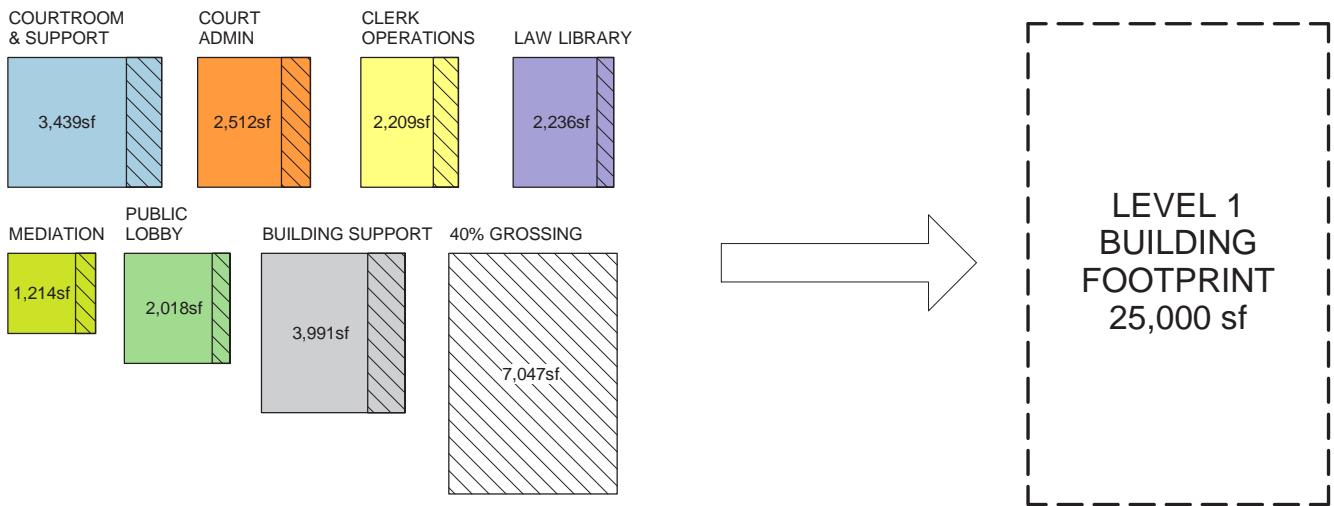 COURTROOM
& SUPPORT
COURT
ADMIN
CLERK
OPERATIONS
LAW LIBRARY
3,439sf
2,512sf
2,209sf
2,236sf
MEDIATION
PUBLIC
LOBBY
BUILDING SUPPORT
40% GROSSING
1,214sf
2,018sf
3,991sf
7,047sf
LEVEL 1
BUILDING
FOOTPRINT
25,000 sf